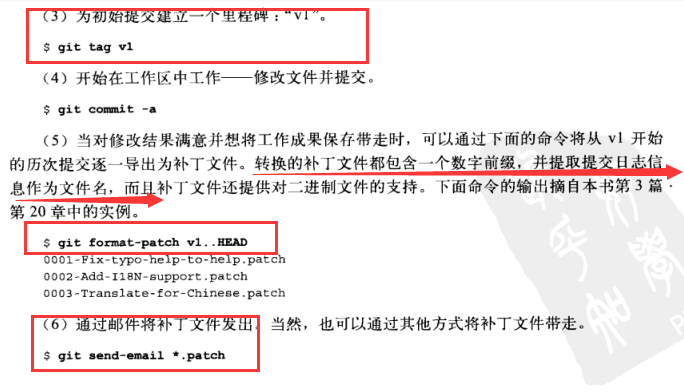 (3)为初始提交建立一个里程碑:“v1”。
$ git tag v1
(4)开始在工作区中工作——修改文件并提交。
$ git commit -a
(5)当对修改结果满意并想将工作成果保存带走时,可以通过下面的命令将从 v1 开始
的历次提交逐一导出为补丁文件。转换的补丁文件都包含一个数字前缀,并提取提交日志信
息作为文件名,而且补丁文件还提供对二进制文件的支持。下面命令的输出摘自本书第 3 篇
第 20 章中的实例。
$ git format-patch v1..HEAD
0001-Fix-typo-help-to-help.patch
0002-Add-I18N-support.patch
0003-Translate-for-Chinese.patch
(6)通过邮件将补丁文件发出。当然,也可以通过其他方式将补丁文件带走。
$ git send-email *.patch